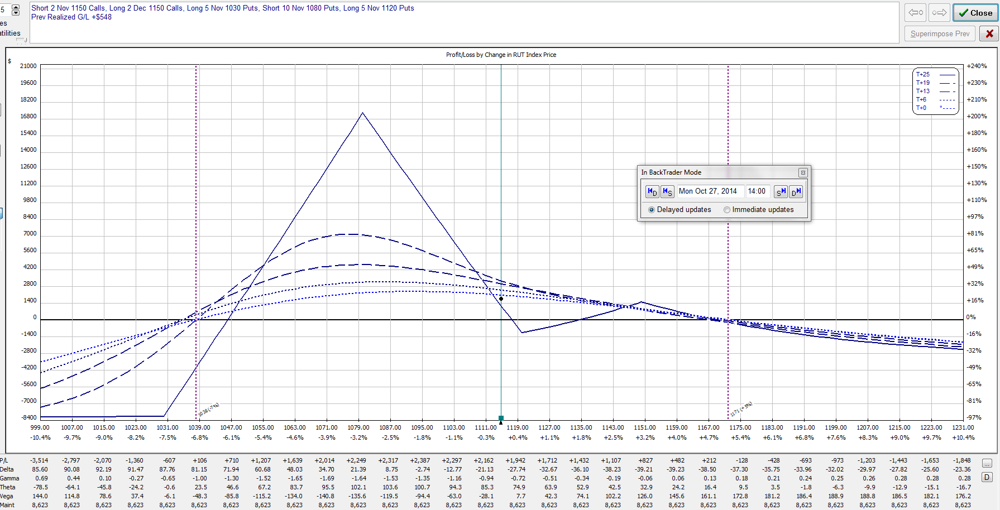 5
es
atilities
Short 2 Nov 1150 Calls, Long 2 Dec 1150 Calls, Long 5 Nov 1030 Puts, Short 10 Nov 1080 Puts, Long 5 Nov 1120 Puts
Prev Realized G/L +$548
Close
Superimpose Prev
Profit/Loss by Change in RUT Index Price
$
21000 +240%
19600 +230%
18200 +210%
16800 +200%
15400 +180%
14000 +160%
12600 +150%
11200 +130%
9800 +110%
8400 +97%
7000 +81%
5600 +65%
4200 +49%
2800 +32%
1400 +16%
0 0%
-1400 -16%
-2800 -32%
-4200 -49%
-5600 -65%
-7000 -81%
-8400 -97%
T+25
T+19
T+13
T+6
T+0 *
In BackTrader Mode
D S Mon Oct 27, 2014 14:00 S D
Delayed updates Immediate updates
1038 (-7%)
1171 (+5%)
999.00 1007.00 1015.00 1023.00 1031.00 1039.00 1047.00 1055.00 1063.00 1071.00 1079.00 1087.00 1095.00 1103.00 1111.00 1119.00 1127.00 1135.00 1143.00 1151.00 1159.00 1167.00 1175.00 1183.00 1191.00 1199.00 1207.00 1215.00 1223.00 1231.00
-10.4% -9.7% -9.0% -8.2% -7.5% -6.8% -6.1% -5.4% -4.6% -3.9% -3.2% -2.5% -1.8% -1.1% -0.3% +0.4% +1.1% +1.8% +2.5% +3.2% +4.0% +4.7% +5.4% +6.1% +6.8% +7.6% +8.3% +9.0% +9.7% +10.4%
P/L -3,514 -2,797 -2,070 -1,360 -607 +106 +710 +1,207 +1,639 +2,014 +2,249 +2,317 +2,387 +2,297 +2,162 +1,942 +1,712 +1,432 +1,107 +827 +482 +212 -128 -428 -693 -973 -1,203 -1,443 -1,653 -1,848
Delta 85.60 90.08 92.19 91.47 87.76 81.15 71.94 60.68 48.03 34.70 21.39 8.75 -2.74 -12.77 -21.13 -27.74 -32.67 -36.10 -38.23 -39.21 -39.23 -38.50 -37.30 -35.75 -33.96 -32.02 -29.97 -27.82 -25.60 -23.36
Gamma 0.69 0.44 0.10 -0.27 -0.65 -1.00 -1.30 -1.52 -1.65 -1.69 -1.64 -1.53 -1.35 -1.16 -0.94 -0.72 -0.51 -0.34 -0.19 -0.06 0.06 0.13 0.18 0.21 0.24 0.25 0.26 0.28 0.28 0.28
Theta -78.5 -64.1 -45.8 -24.2 -0.6 23.5 46.6 67.2 83.7 95.5 102.1 103.6 100.7 94.3 85.3 74.9 63.9 52.9 42.5 32.9 24.2 16.4 9.5 3.5 -1.8 -6.3 -9.9 -12.9 -15.1 -16.7
Vega 144.0 114.8 78.6 37.4 -6.1 -48.3 -85.8 -115.2 -134.0 -140.8 -135.6 -119.5 -94.4 -63.0 -28.1 7.7 42.3 74.1 102.2 126.0 145.6 161.1 172.8 181.2 186.4 188.9 188.8 186.5 182.1 176.2
Maint 8,623 8,623 8,623 8,623 8,623 8,623 8,623 8,623 8,623 8,623 8,623 8,623 8,623 8,623 8,623 8,623 8,623 8,623 8,623 8,623 8,623 8,623 8,623 8,623 8,623 8,623 8,623 8,623 8,623 8,623
...
D